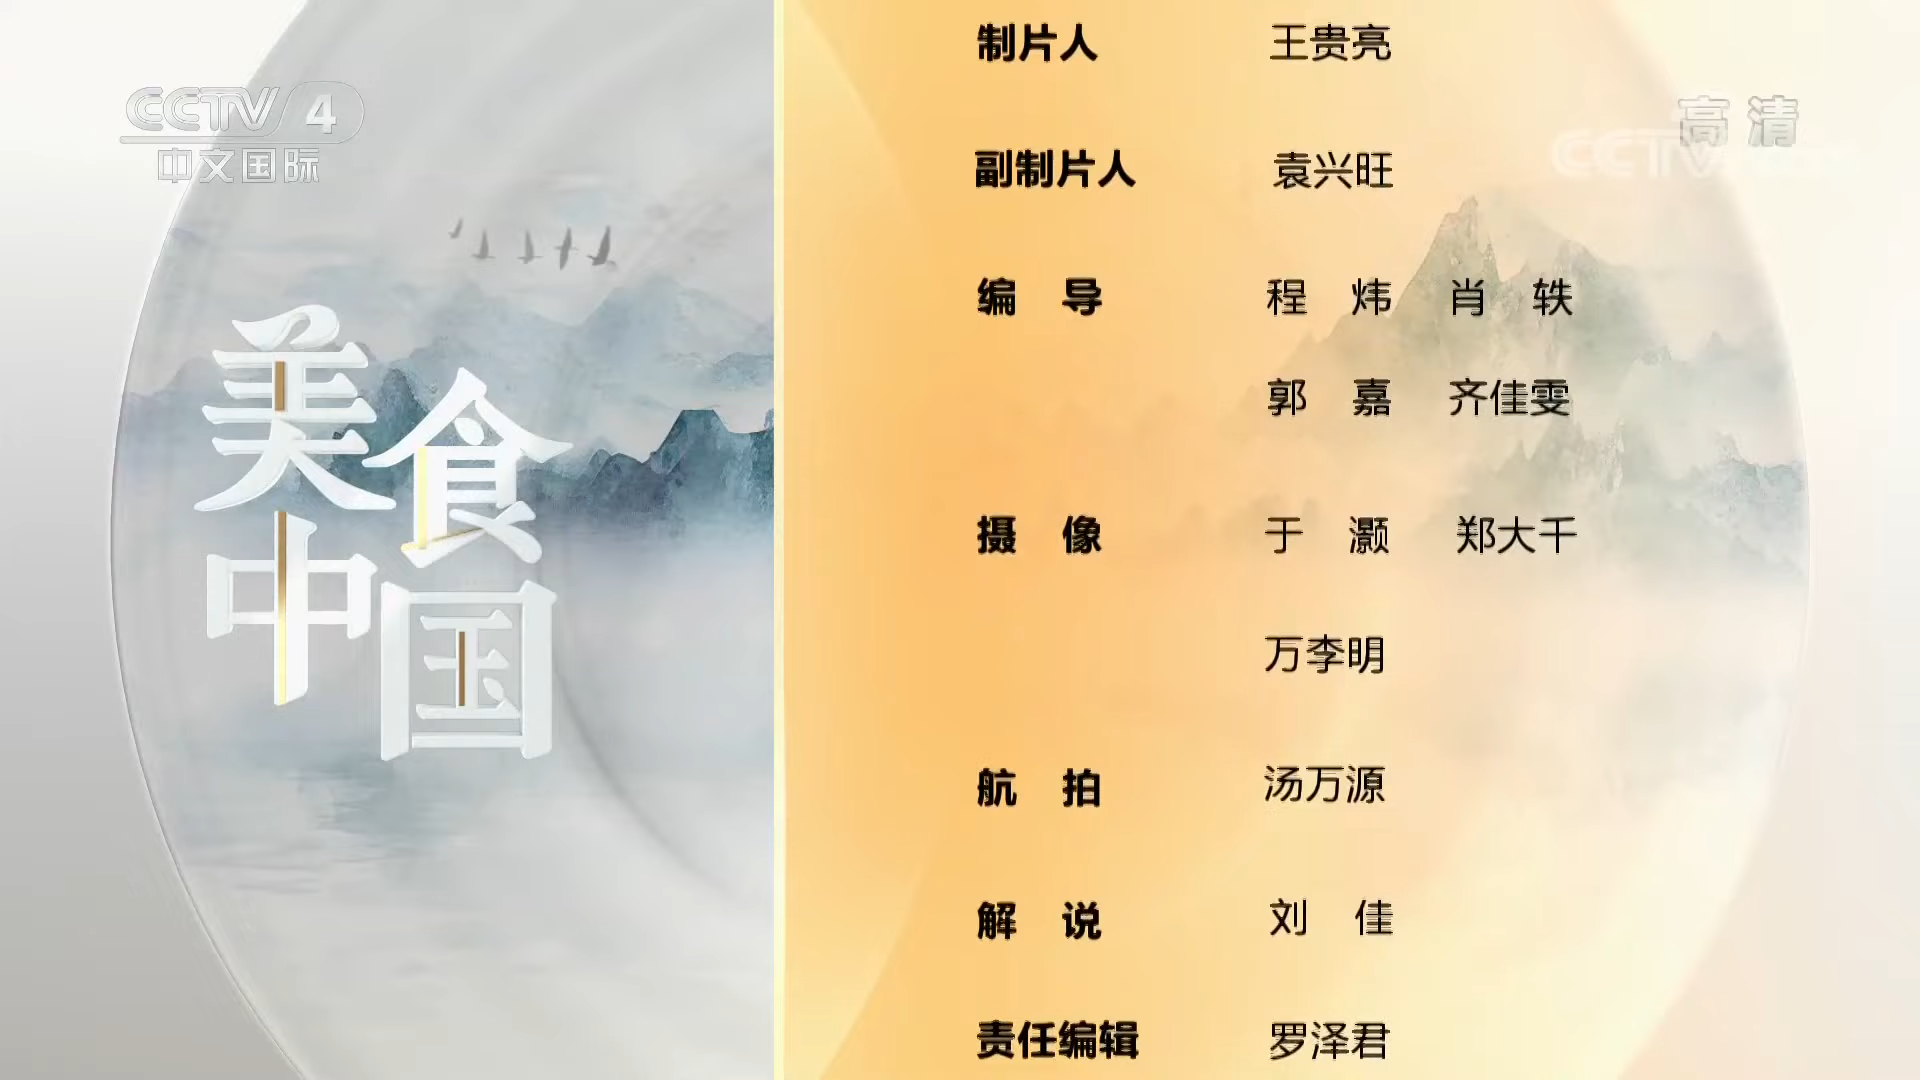 CCTV 4
中文国际
高清
CCTV
美食
中国
制片人 王贵亮
副制片人 袁兴旺
编 导 程 炜 肖 轶
郭 嘉 齐佳雯
摄 像 于 灏 郑大千
万李明
航 拍 汤万源
解 说 刘 佳
责任编辑 罗泽君